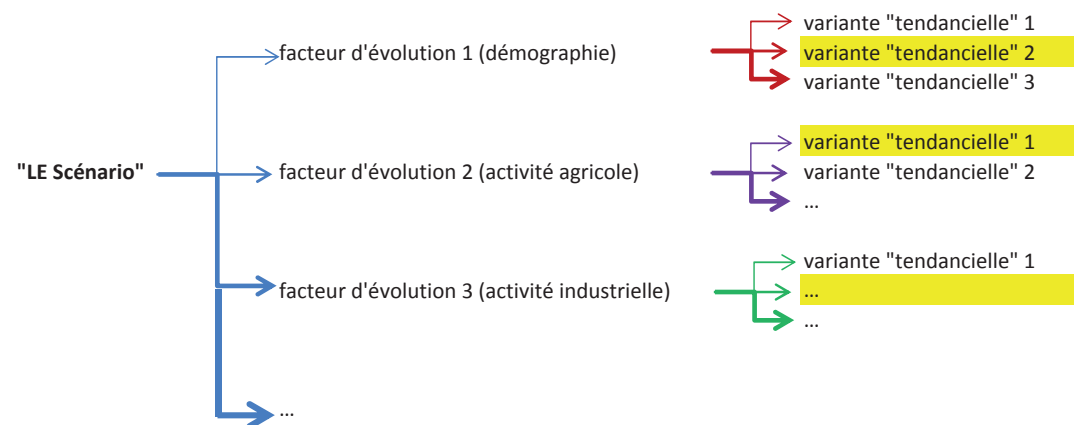 variante "tendancielle" 1
facteur d'évolution 1 (démographie)
variante "tendancielle" 2
variante "tendancielle" 3
variante "tendancielle" 1
"LE Scénario"
facteur d'évolution 2 (activité agricole)
variante "tendancielle" 2
...
variante "tendancielle" 1
facteur d'évolution 3 (activité industrielle)
...
...
...